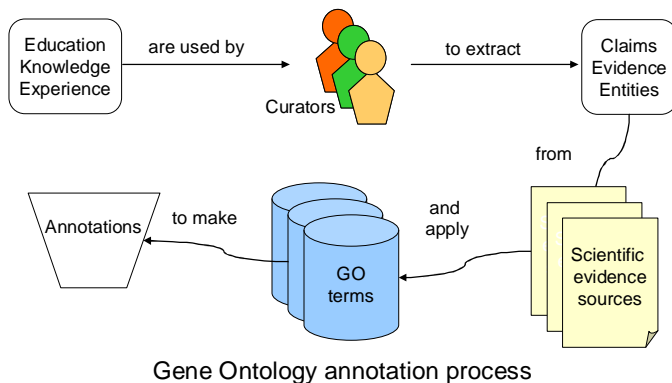 Education
Knowledge
Experience
are used by
Curators
to extract
Claims
Evidence
Entities
from
Scientific
evidence
sources
and
apply
GO
terms
to make
Annotations
Gene Ontology annotation process